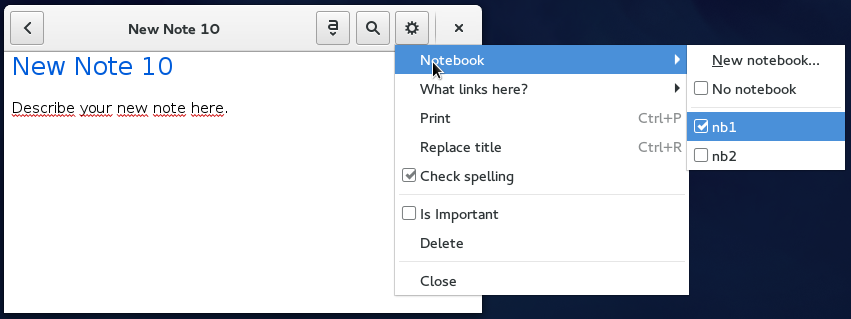 New Note 10
a
New Note 10
Describe your new note here.
Notebook
What links here?
Print Ctrl+P
Replace title Ctrl+R
Check spelling
Is Important
Delete
Close
New notebook...
No notebook
nb1
nb2